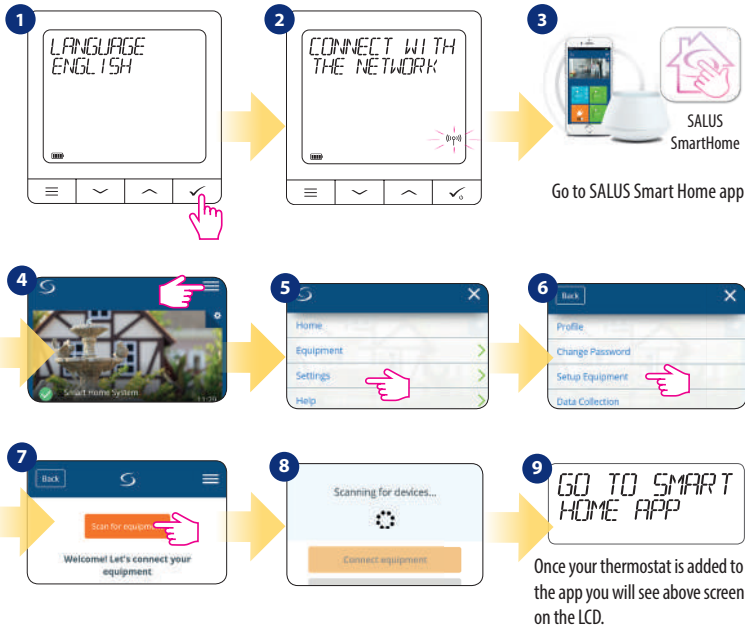 1
LANGUAGE
ENGLISH
2
CONNECT WITH
THE NETWORK
3
SALUS
SmartHome
Go to SALUS Smart Home app
4
Smart Home System
11:29
5
Home
Equipment
Settings
Help
6
Back
Profile
Change Password
Setup Equipment
Data Collection
7
Back
Scan for equipment
Welcome! Let's connect your
equipment
8
Scanning for devices...
Connect equipment
9
GO TO SMART
HOME APP
Once your thermostat is added to
the app you will see above screen
on the LCD.